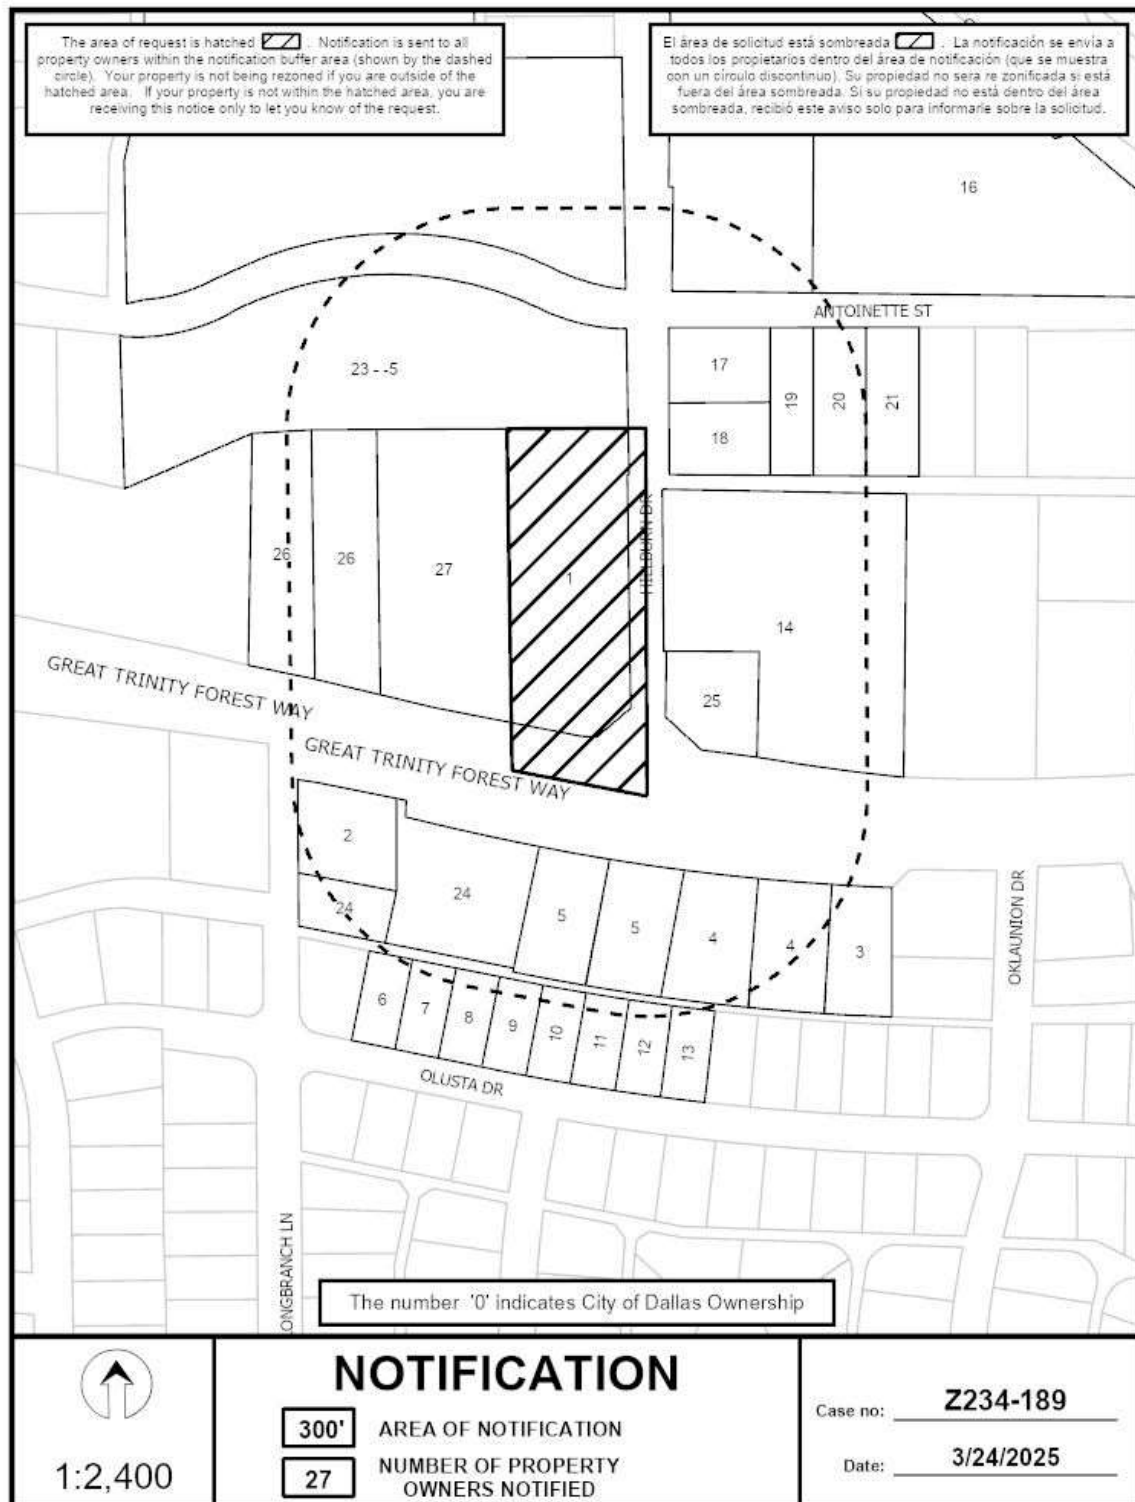 The area of request is hatched . Notification is sent to all
property owners within the notification buffer area (shown by the dashed
circle). Your property is not being rezoned if you are outside of the
hatched area. If your property is not within the hatched area, you are
receiving this notice only to let you know of the request.
El área de solicitud está sombreada . La notificación se envía a
todos los propietarios dentro del área de notificación (que se muestra
con un círculo discontinuo). Su propiedad no sera re zonificada si está
fuera del área sombreada. Si su propiedad no está dentro del área
sombreada, recibió este aviso solo para informarle sobre la solicitud.
16
ANTOINETTE ST
23 - -5
17
18
19
20
21
26
26
27
1
HILLBURN DR
14
25
GREAT TRINITY FOREST WAY
GREAT TRINITY FOREST WAY
2
24
24
5
5
4
4
3
OKLAUNION DR
6
7
8
9
10
11
12
13
OLUSTA DR
LONGBRANCH LN
The number '0' indicates City of Dallas Ownership
1:2,400
NOTIFICATION
300' AREA OF NOTIFICATION
27 NUMBER OF PROPERTY
OWNERS NOTIFIED
Case no: Z234-189
Date: 3/24/2025